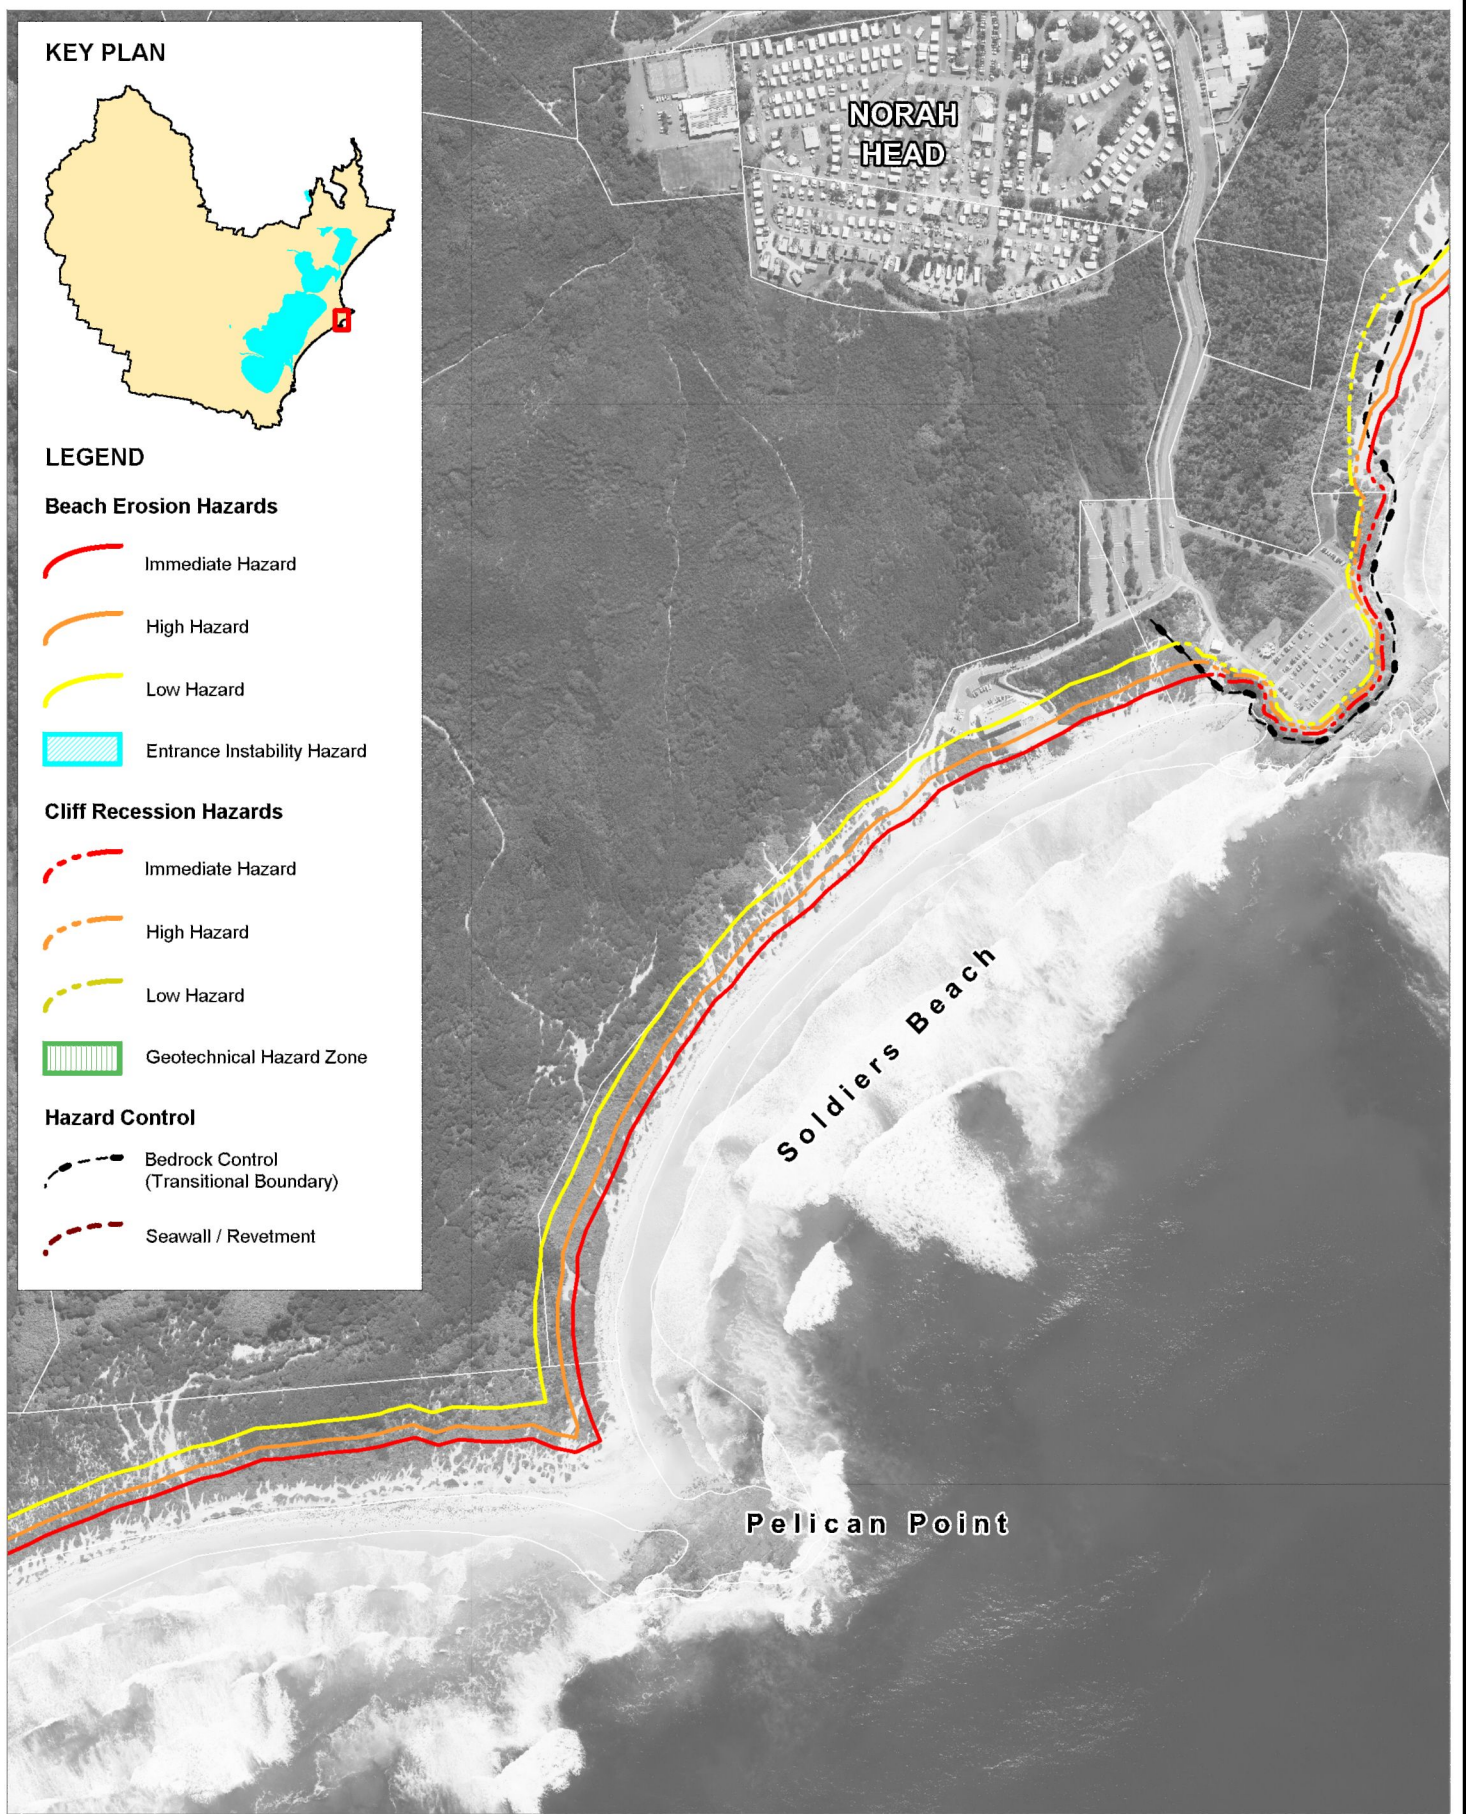 KEY PLAN
LEGEND
Beach Erosion Hazards
Immediate Hazard
High Hazard
Low Hazard
Entrance Instability Hazard
Cliff Recession Hazards
Immediate Hazard
High Hazard
Low Hazard
Geotechnical Hazard Zone
Hazard Control
Bedrock Control
(Transitional Boundary)
Seawall / Revetment
NORAH
HEAD
Soldiers Beach
Pelican Point